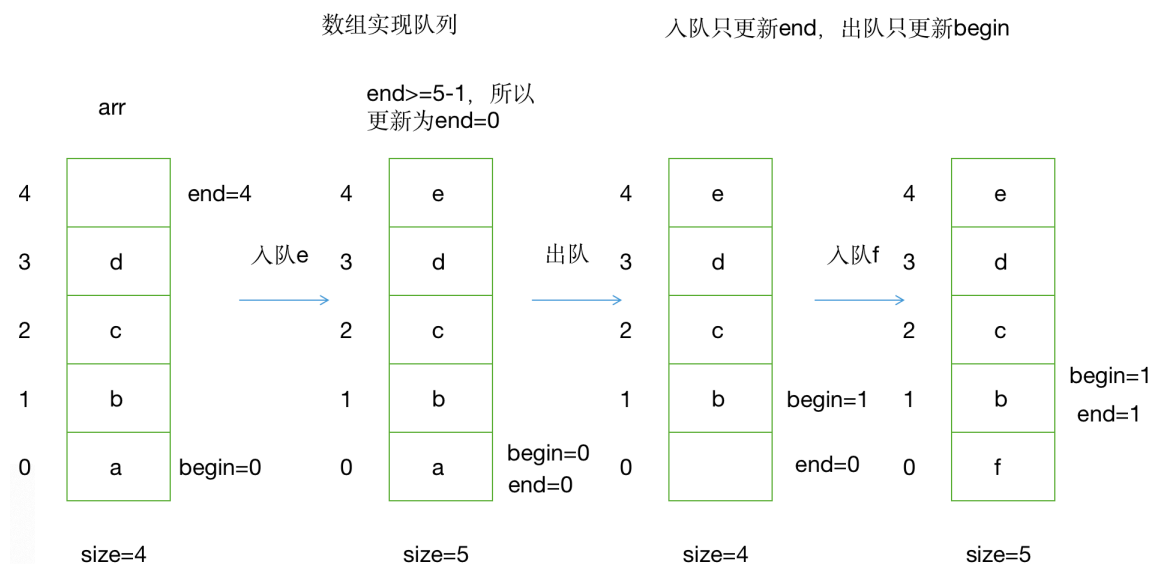 数组实现队列
入队只更新end，出队只更新begin
arr
end>=5-1，所以
更新为end=0
4
end=4
3
d
2
c
1
b
0
a
begin=0
size=4
入队e
4
e
3
d
2
c
1
b
0
a
begin=0
end=0
size=5
出队
4
e
3
d
2
c
1
b
begin=1
0
end=0
size=4
入队f
4
e
3
d
2
c
1
b
begin=1
end=1
0
f
size=5